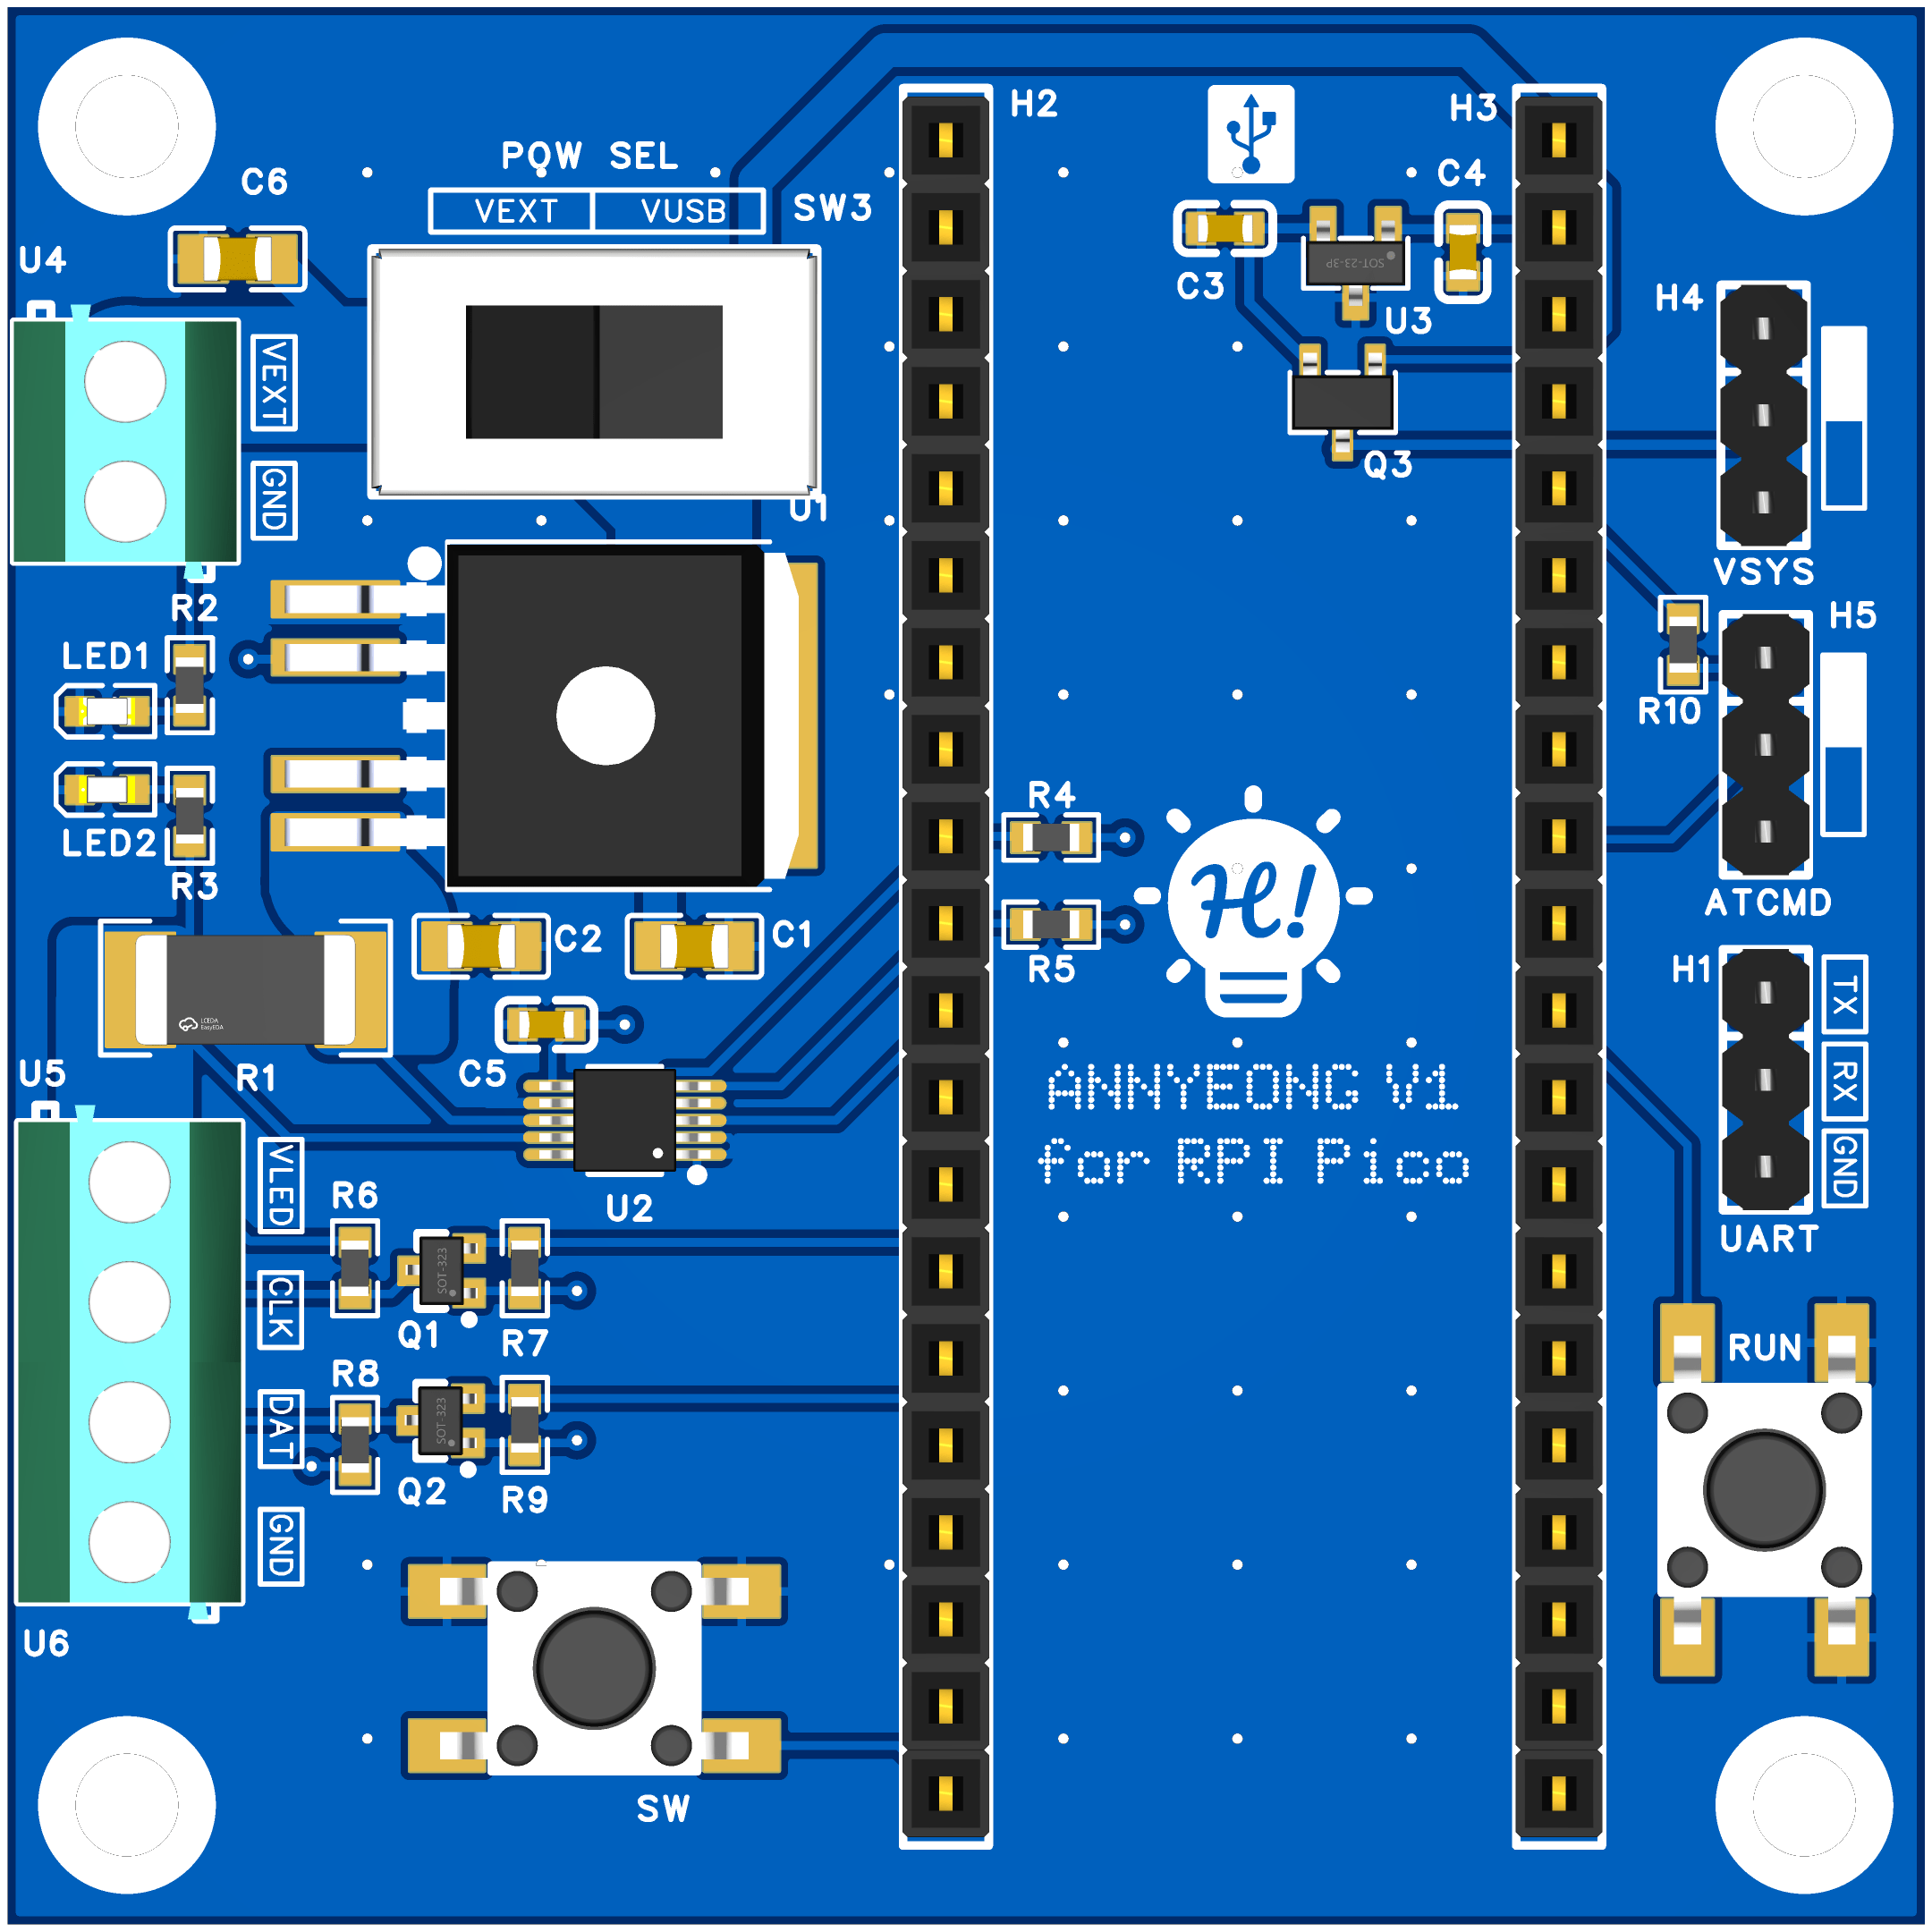 H2
H3
POW SEL
C6
VEXT
VUSB
SW3
C4
U4
C3
H4
U3
VEXT
GND
Q3
U1
SOT-23-3P
VSYS
R2
H5
LED1
R10
LED2
R4
R3
H!
ATCMD
C2
C1
R5
H1
TX
LCEDA
EasyEDA
U5
R1
C5
ANNYEONG V1
RX
for RPI Pico
GND
VLED
R6
U2
UART
CLK
SOT-323
Q1
R7
RUN
R8
DAT
SOT-323
Q2
R9
GND
U6
SW